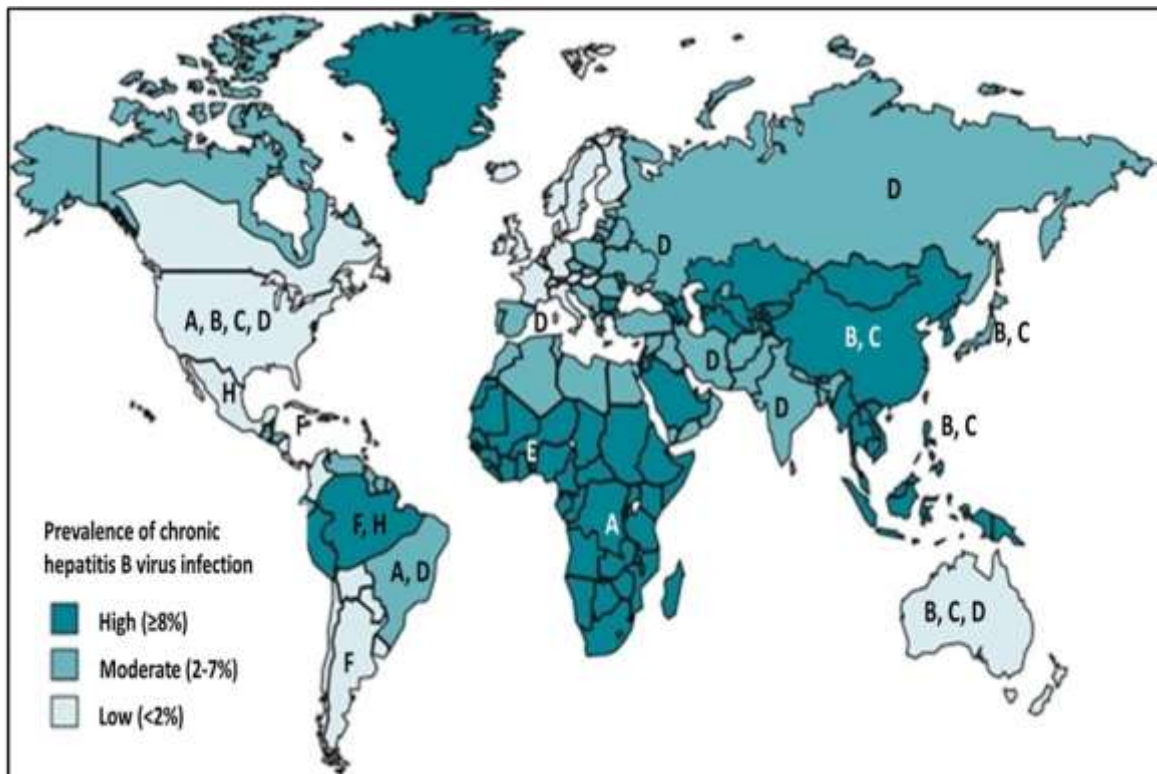 D
D
A, B, C, D
D
B, C
B, C
D
H
D
F
B, C
E
F, H
A
Prevalence of chronic
hepatitis B virus infection
A, D
B, C, D
High (≥8%)
F
Moderate (2-7%)
Low (<2%)